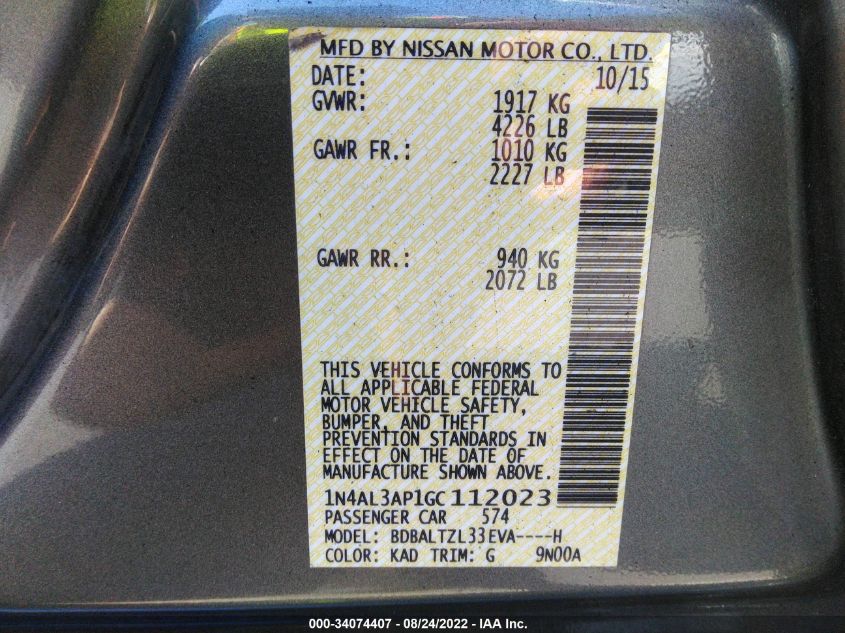 MFD BY NISSAN MOTOR CO., LTD.
DATE: 10/15
GVWR: 1917 KG
4226 LB
GAWR FR.: 1010 KG
2227 LB
GAWR RR.: 940 KG
2072 LB
THIS VEHICLE CONFORMS TO
ALL APPLICABLE FEDERAL
MOTOR VEHICLE SAFETY,
BUMPER, AND THEFT
PREVENTION STANDARDS IN
EFFECT ON THE DATE OF
MANUFACTURE SHOWN ABOVE.
1N4AL3AP1GC112023
PASSENGER CAR 574
MODEL: BDBALTZL33EVA----H
COLOR: KAD TRIM: G 9N00A
000-34074407 - 08/24/2022 - IAA Inc.